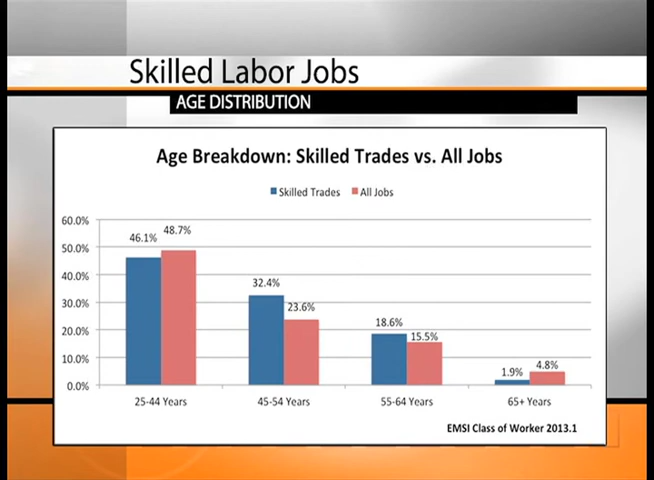 Skilled Labor Jobs
AGE DISTRIBUTION
Age Breakdown: Skilled Trades vs. All Jobs
Skilled Trades All Jobs
60.0%
50.0%
40.0%
30.0%
20.0%
10.0%
0.0%
46.1% 48.7%
32.4% 23.6%
18.6% 15.5%
1.9% 4.8%
25-44 Years 45-54 Years 55-64 Years 65+ Years
EMSI Class of Worker 2013.1